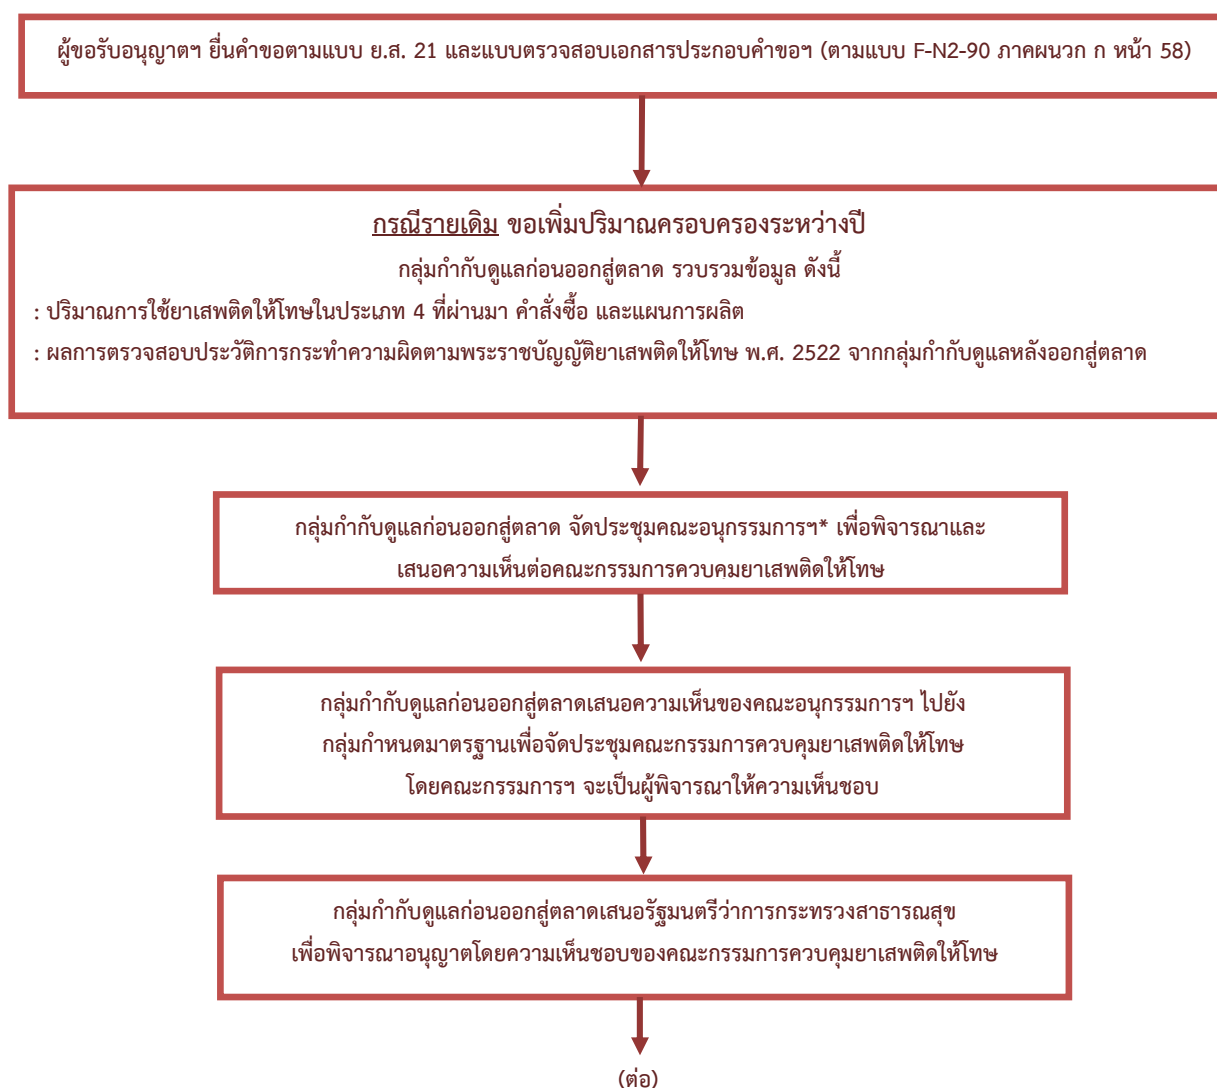 ผู้ขอรับอนุญาตฯ ยื่นคำขอตามแบบ ย.ส. 21 และแบบตรวจสอบเอกสารประกอบคำขอฯ (ตามแบบ F-N2-90 ภาคผนวก ก หน้า 58)
กรณีรายเดิม ขอเพิ่มปริมาณครอบครองระหว่างปี
กลุ่มกำกับดูแลก่อนออกสู่ตลาด รวบรวมข้อมูล ดังนี้
: ปริมาณการใช้ยาเสพติดให้โทษในประเภท 4 ที่ผ่านมา คำสั่งซื้อ และแผนการผลิต
: ผลการตรวจสอบประวัติการกระทำความผิดตามพระราชบัญญัติยาเสพติดให้โทษ พ.ศ. 2522 จากกลุ่มกำกับดูแลหลังออกสู่ตลาด
กลุ่มกำกับดูแลก่อนออกสู่ตลาด จัดประชุมคณะอนุกรรมการฯ* เพื่อพิจารณาและ
เสนอความเห็นต่อคณะกรรมการควบคุมยาเสพติดให้โทษ
กลุ่มกำกับดูแลก่อนออกสู่ตลาดเสนอความเห็นของคณะอนุกรรมการฯ ไปยัง
กลุ่มกำหนดมาตรฐานเพื่อจัดประชุมคณะกรรมการควบคุมยาเสพติดให้โทษ
โดยคณะกรรมการฯ จะเป็นผู้พิจารณาให้ความเห็นชอบ
กลุ่มกำกับดูแลก่อนออกสู่ตลาดเสนอรัฐมนตรีว่าการกระทรวงสาธารณสุข
เพื่อพิจารณาอนุญาตโดยความเห็นชอบของคณะกรรมการควบคุมยาเสพติดให้โทษ
(ต่อ)